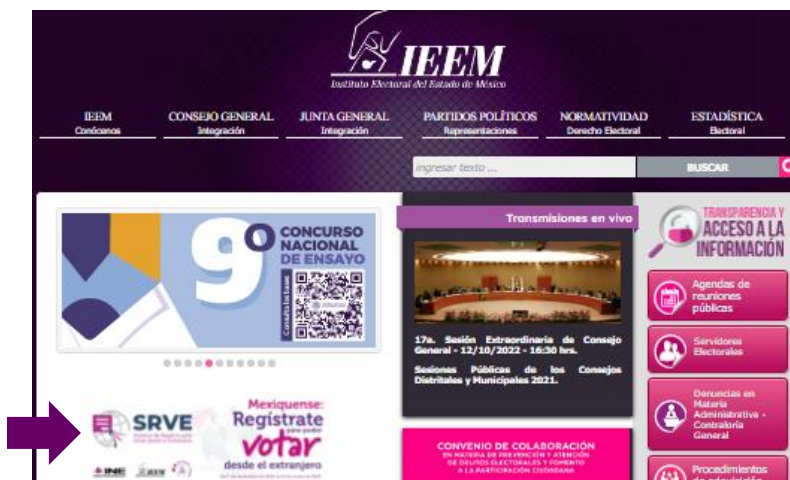 IEEM
Instituto Electoral del Estado de México
IEEM
Conócenos
CONSEJO GENERAL
Integración
JUNTA GENERAL
Integración
PARTIDOS POLÍTICOS
Representaciones
NORMATIVIDAD
Derecho Electoral
ESTADÍSTICA
Electoral
ingresar texto ...
BUSCAR
9º
CONCURSO
NACIONAL
DE ENSAYO
Consulta las bases
Transmisiones en vivo
17a. Sesión Extraordinaria de Consejo
General - 12/10/2022 - 16:30 hrs.
Sesiones Públicas de los Consejos
Distritales y Municipales 2021.
TRANSPARENCIA Y
ACCESO A LA
INFORMACIÓN
Agendas de
reuniones
públicas
Servidores
Electorales
Denuncias en
Materia
Administrativa -
Contraloría
General
Procedimientos
de adquisición
SRVE
Mexiquense:
Regístrate
para poder
votar
desde el extranjero
INE
IEEM
CONVENIO DE COLABORACIÓN
EN MATERIA DE PREVENCIÓN Y ATENCIÓN
DE DELITOS ELECTORALES Y FOMENTO
A LA PARTICIPACIÓN CIUDADANA